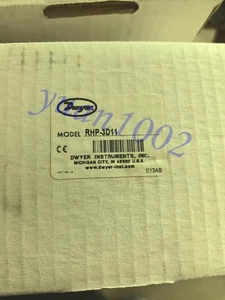 Dwyer
MODEL RHP-3D11
CE
DWYER INSTRUMENTS, INC.
MICHIGAN CITY, IN 46360 U.S.A.
www.dwyer-inst.com
E13AB
yuan1002